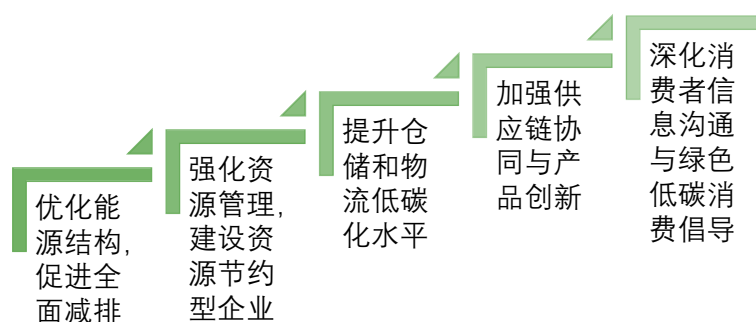 优化能
源结构,
促进全
面减排
强化资
源管理,
建设资
源节约
型企业
提升仓
储和物
流低碳
化水平
加强供
应链协
同与产
品创新
深化消
费者信
息沟通
与绿色
低碳消
费倡导